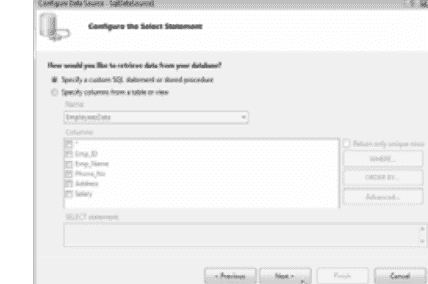 Configure Data Source - SqlDataSource1
Configure the Select Statement
How would you like to retrieve data from your database?
Specify a custom SQL statement or stored procedure
Specify columns from a table or view
Name:
EmployeesData
Columns:
*
Emp_ID
Emp_Name
Phone_No
Address
Salary
Return only unique rows
WHERE...
ORDER BY...
Advanced...
SELECT statement:
< Previous
Next >
Finish
Cancel